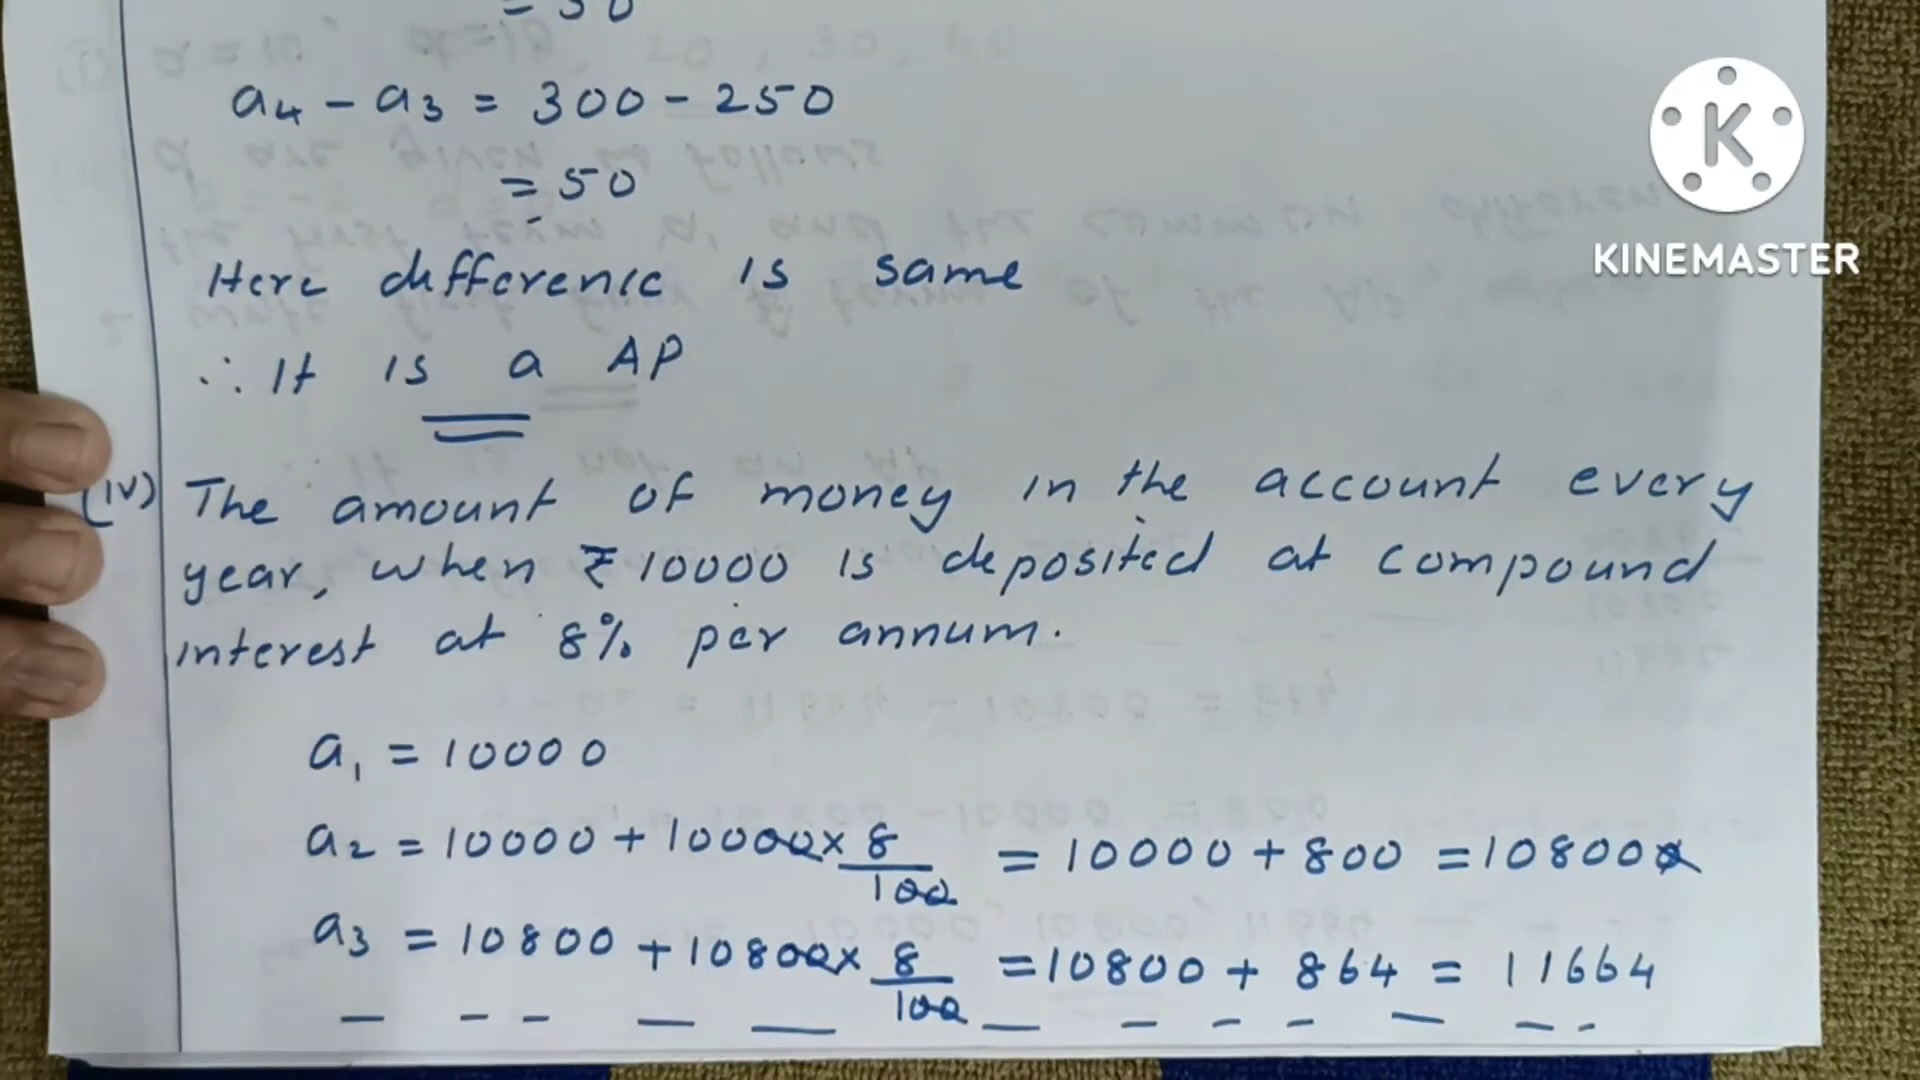 = 50
a4 - a3 = 300 - 250
= 50
Here difference is same
∴ It is a AP
(iv) The amount of money in the account every
year, when ₹ 10000 is deposited at compound
interest at 8% per annum.
a1 = 10000
a2 = 10000 + 10000 x 8/100 = 10000 + 800 = 10800
a3 = 10800 + 10800 x 8/100 = 10800 + 864 = 11664
KINEMASTER